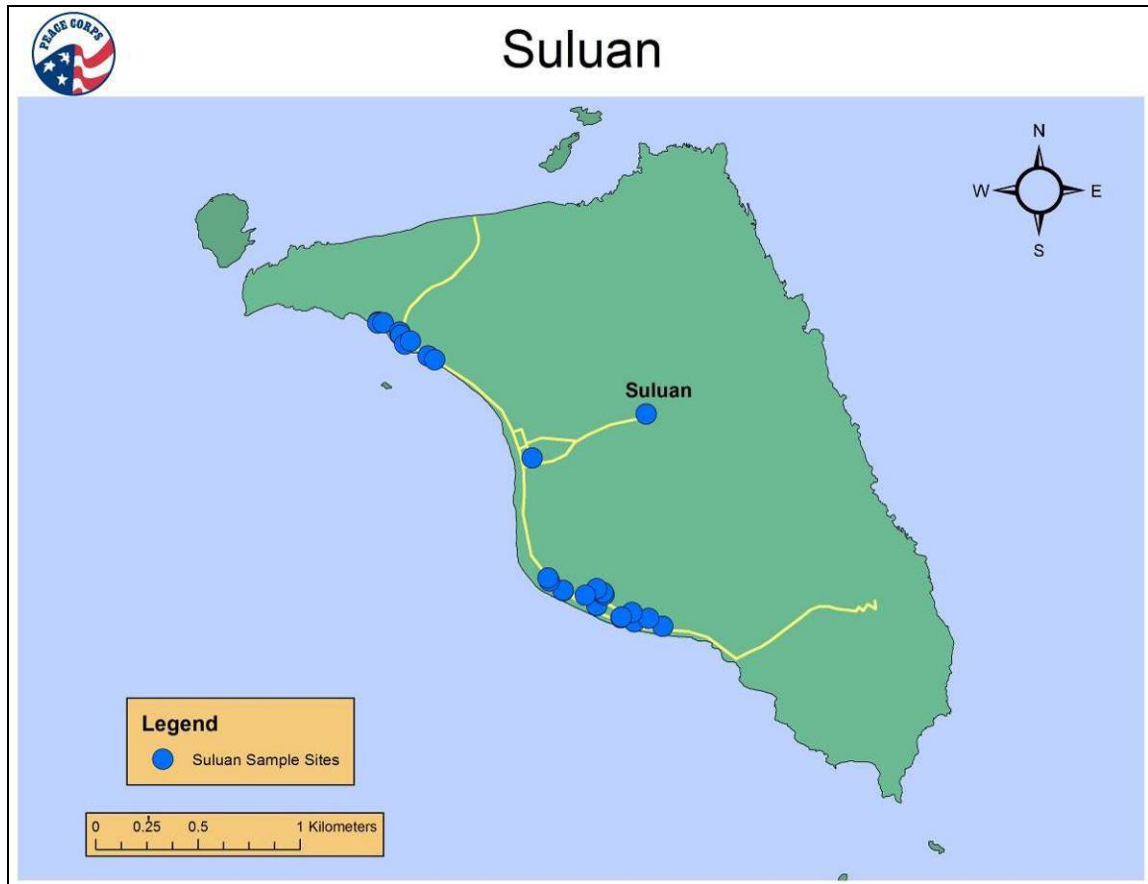 PEACE CORPS
Suluan
N
W E
S
Suluan
Legend
Suluan Sample Sites
0 0.25 0.5 1 Kilometers